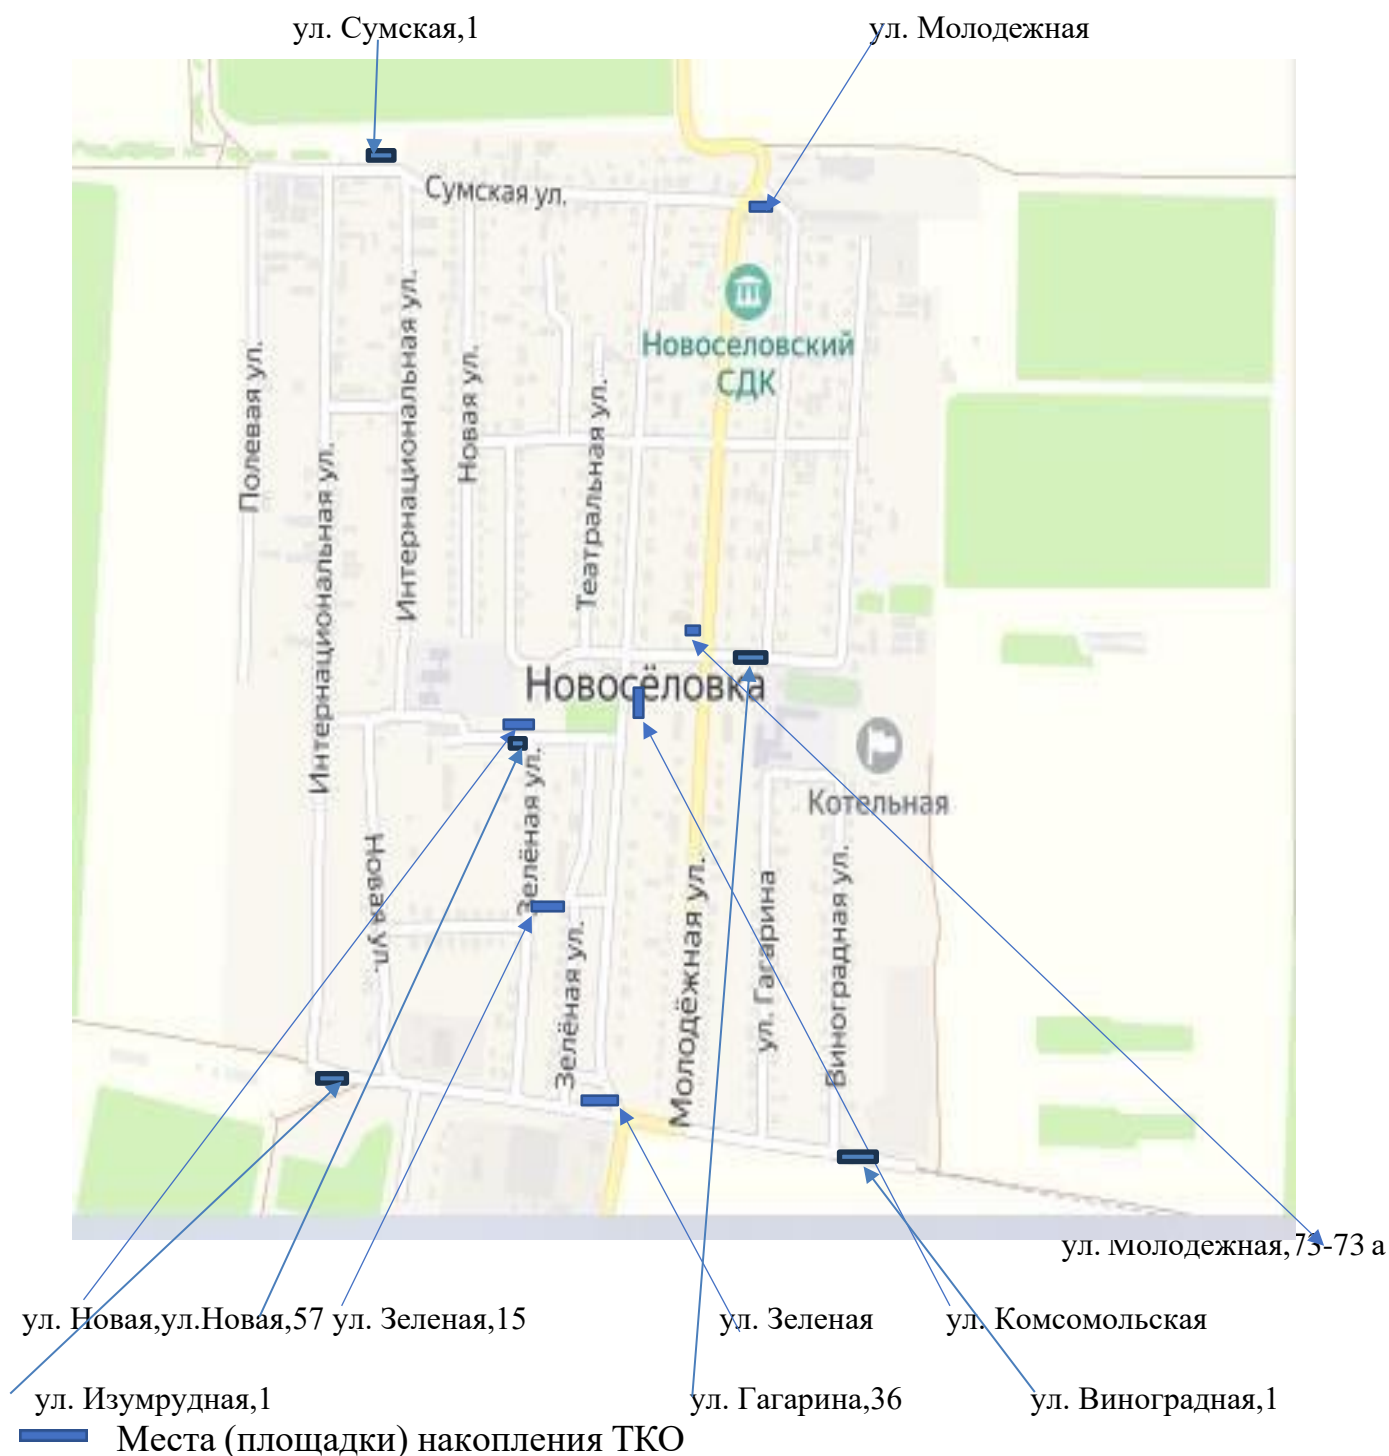 ул. Сумская,1
ул. Молодежная
Сумская ул.
Новоселовский
СДК
Полевая ул.
Интернациональная ул.
Интернациональная ул.
Новая ул.
Театральная ул.
Новосёловка
Котельная
Новая ул.
Зелёная ул.
Зелёная ул.
Молодёжная ул.
ул. Гагарина
Виноградная ул.
ул. Молодежная,73-73 а
ул. Новая,ул.Новая,57 ул. Зеленая,15
ул. Зеленая
ул. Комсомольская
ул. Изумрудная,1
ул. Гагарина,36
ул. Виноградная,1
Места (площадки) накопления ТКО